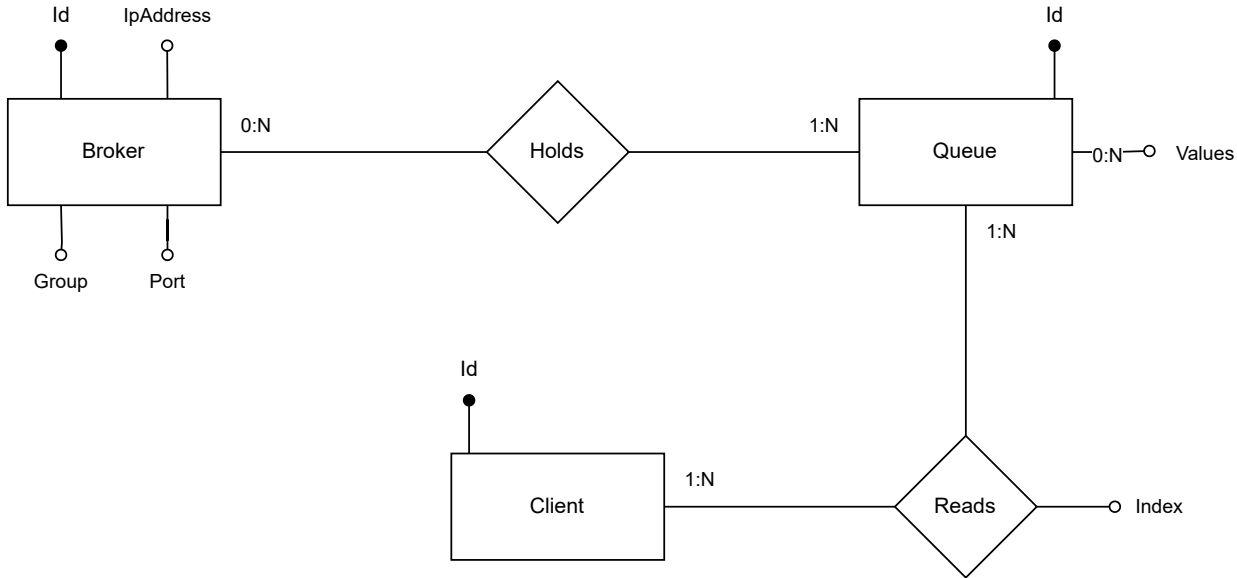 Id
IpAddress
Id
Broker
0:N
Holds
1:N
Queue
0:N
Values
Group
Port
1:N
Id
Client
1:N
Reads
Index